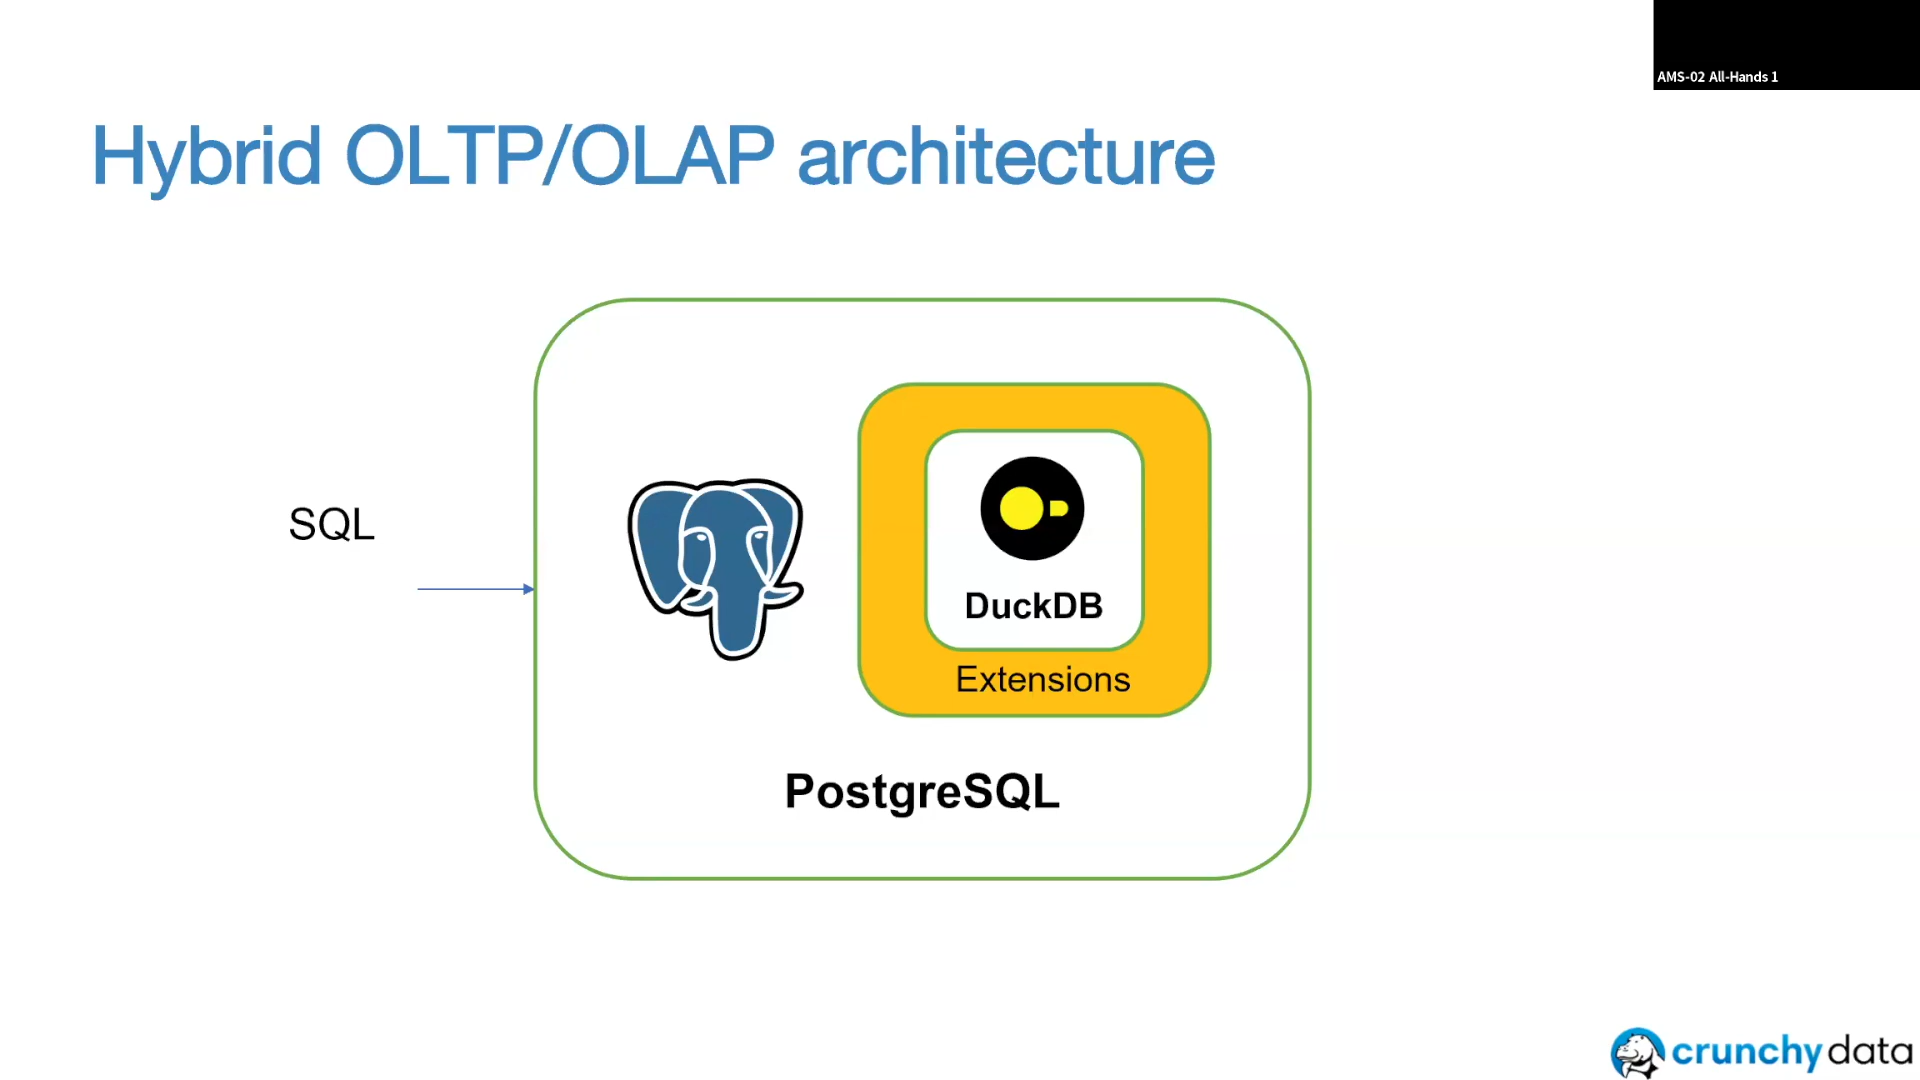 AMS-02 All-Hands 1
Hybrid OLTP/OLAP architecture
SQL
DuckDB
Extensions
PostgreSQL
crunchy data